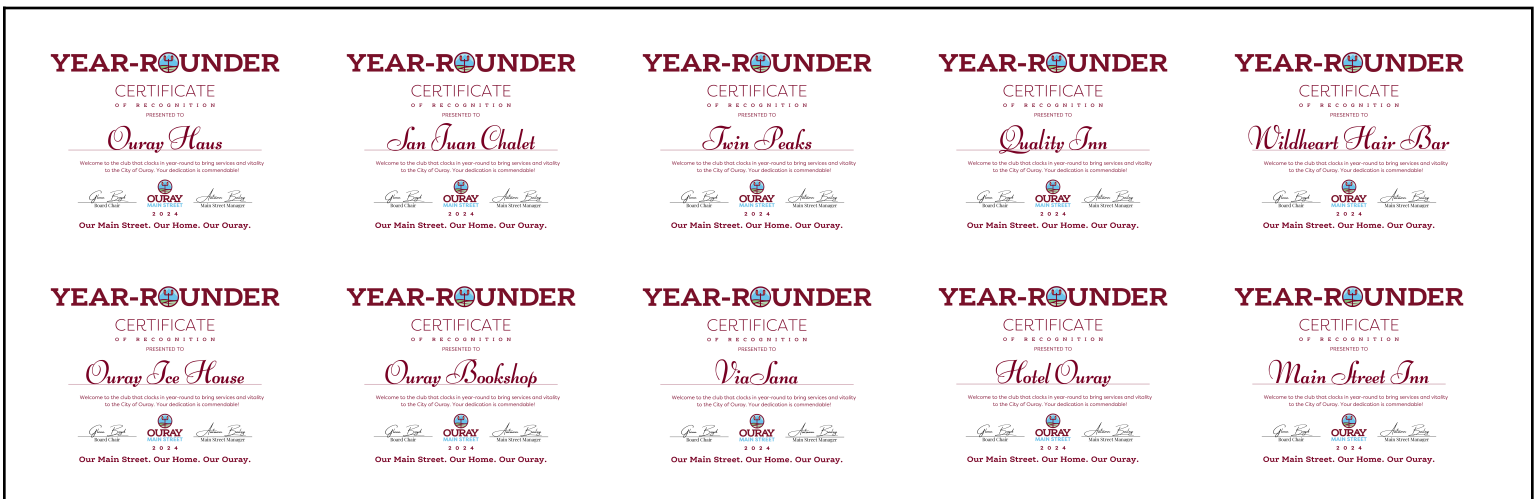 YEAR-ROUNDER
CERTIFICATE
OF RECOGNITION
PRESENTED TO
Ouray Haus
Welcome to the club that clocks in year-round to bring services and vitality
to the City of Ouray. Your dedication is commendable!
Board Chair
OURAY
MAIN STREET
Main Street Manager
2024
Our Main Street. Our Home. Our Ouray.
YEAR-ROUNDER
CERTIFICATE
OF RECOGNITION
PRESENTED TO
San Juan Chalet
Welcome to the club that clocks in year-round to bring services and vitality
to the City of Ouray. Your dedication is commendable!
Board Chair
OURAY
MAIN STREET
Main Street Manager
2024
Our Main Street. Our Home. Our Ouray.
YEAR-ROUNDER
CERTIFICATE
OF RECOGNITION
PRESENTED TO
Twin Peaks
Welcome to the club that clocks in year-round to bring services and vitality
to the City of Ouray. Your dedication is commendable!
Board Chair
OURAY
MAIN STREET
Main Street Manager
2024
Our Main Street. Our Home. Our Ouray.
YEAR-ROUNDER
CERTIFICATE
OF RECOGNITION
PRESENTED TO
Quality Inn
Welcome to the club that clocks in year-round to bring services and vitality
to the City of Ouray. Your dedication is commendable!
Board Chair
OURAY
MAIN STREET
Main Street Manager
2024
Our Main Street. Our Home. Our Ouray.
YEAR-ROUNDER
CERTIFICATE
OF RECOGNITION
PRESENTED TO
Wildheart Hair Bar
Welcome to the club that clocks in year-round to bring services and vitality
to the City of Ouray. Your dedication is commendable!
Board Chair
OURAY
MAIN STREET
Main Street Manager
2024
Our Main Street. Our Home. Our Ouray.
YEAR-ROUNDER
CERTIFICATE
OF RECOGNITION
PRESENTED TO
Ouray Ice House
Welcome to the club that clocks in year-round to bring services and vitality
to the City of Ouray. Your dedication is commendable!
Board Chair
OURAY
MAIN STREET
Main Street Manager
2024
Our Main Street. Our Home. Our Ouray.
YEAR-ROUNDER
CERTIFICATE
OF RECOGNITION
PRESENTED TO
Ouray Bookshop
Welcome to the club that clocks in year-round to bring services and vitality
to the City of Ouray. Your dedication is commendable!
Board Chair
OURAY
MAIN STREET
Main Street Manager
2024
Our Main Street. Our Home. Our Ouray.
YEAR-ROUNDER
CERTIFICATE
OF RECOGNITION
PRESENTED TO
ViaSana
Welcome to the club that clocks in year-round to bring services and vitality
to the City of Ouray. Your dedication is commendable!
Board Chair
OURAY
MAIN STREET
Main Street Manager
2024
Our Main Street. Our Home. Our Ouray.
YEAR-ROUNDER
CERTIFICATE
OF RECOGNITION
PRESENTED TO
Hotel Ouray
Welcome to the club that clocks in year-round to bring services and vitality
to the City of Ouray. Your dedication is commendable!
Board Chair
OURAY
MAIN STREET
Main Street Manager
2024
Our Main Street. Our Home. Our Ouray.
YEAR-ROUNDER
CERTIFICATE
OF RECOGNITION
PRESENTED TO
Main Street Inn
Welcome to the club that clocks in year-round to bring services and vitality
to the City of Ouray. Your dedication is commendable!
Board Chair
OURAY
MAIN STREET
Main Street Manager
2024
Our Main Street. Our Home. Our Ouray.